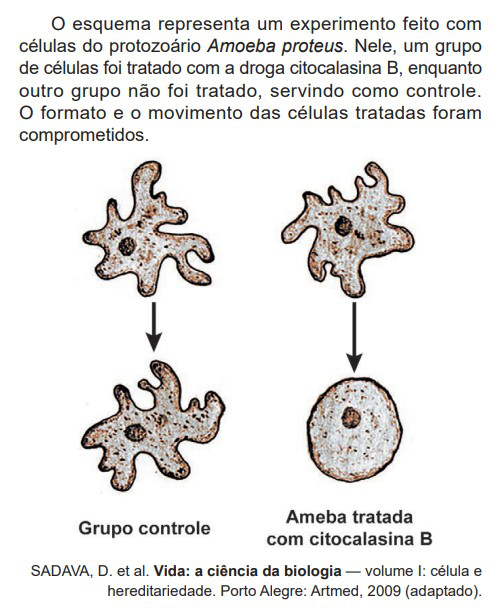 O esquema representa um experimento feito com
células do protozoário Amoeba proteus. Nele, um grupo
de células foi tratado com a droga citocalasina B, enquanto
outro grupo não foi tratado, servindo como controle.
O formato e o movimento das células tratadas foram
comprometidos.
Grupo controle
Ameba tratada
com citocalasina B
SADAVA, D. et al. Vida: a ciência da biologia — volume I: célula e
hereditariedade. Porto Alegre: Artmed, 2009 (adaptado).